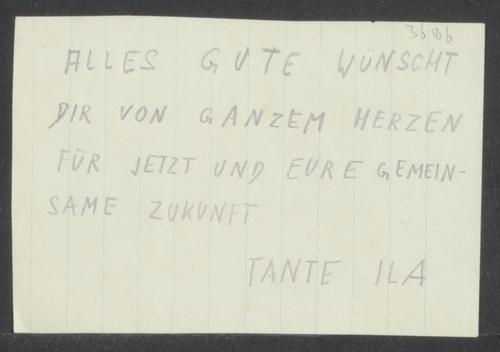 3686
ALLES GUTE WÜNSCHT
DIR VON GANZEM HERZEN
FÜR JETZT UND EURE GEMEIN-
SAME ZUKUNFT
TANTE ILA